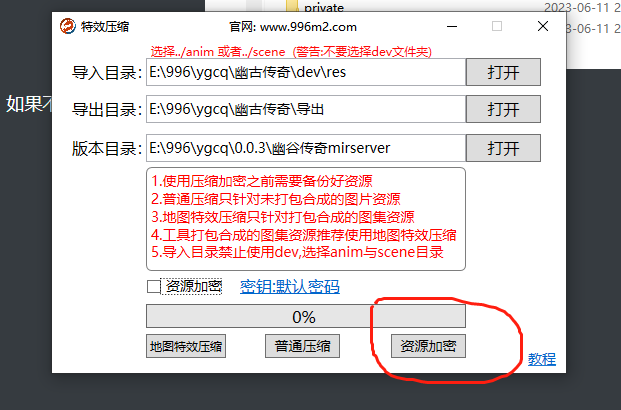 private
2023-06-11 2
特效压缩
官网: www.996m2.com
2023-06-11 2
选择../anim 或者../scene (警告:不要选择dev文件夹)
导入目录:
E:\996\ygcq\幽古传奇\dev\res
打开
导出目录:
E:\996\ygcq\幽古传奇\导出
打开
如果不
版本目录:
E:\996\ygcq\0.0.3\幽谷传奇mirserver
打开
1.使用压缩加密之前需要备份好资源
2.普通压缩只针对未打包合成的图片资源
3.地图特效压缩只针对打包合成的图集资源
4.工具打包合成的图集资源推荐使用地图特效压缩
5.导入目录禁止使用dev,选择anim与scene目录
资源加密
密钥:默认密码
0%
地图特效压缩
普通压缩
资源加密
教程